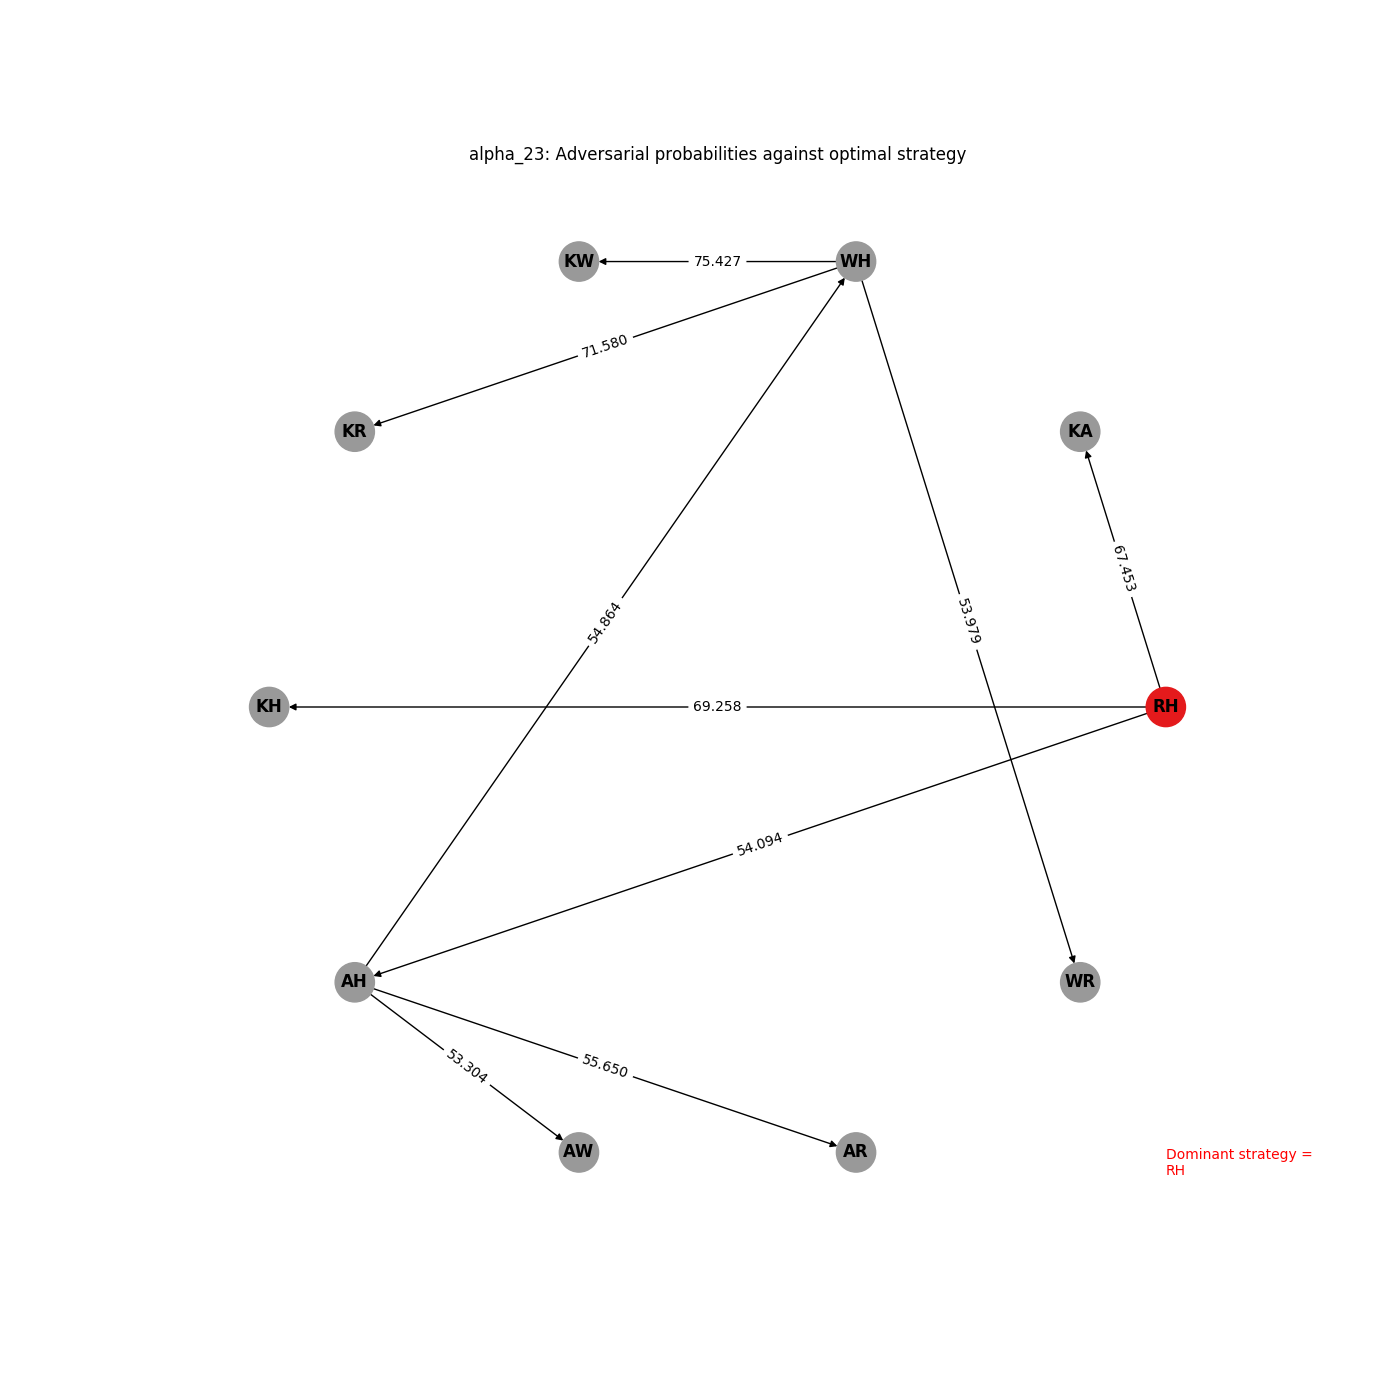 alpha_23: Adversarial probabilities against optimal strategy
KW
75.427
WH
71.580
KR
KA
67.453
54.864
53.979
KH
69.258
RH
54.094
AH
WR
53.304
55.650
AW
AR
Dominant strategy =
RH